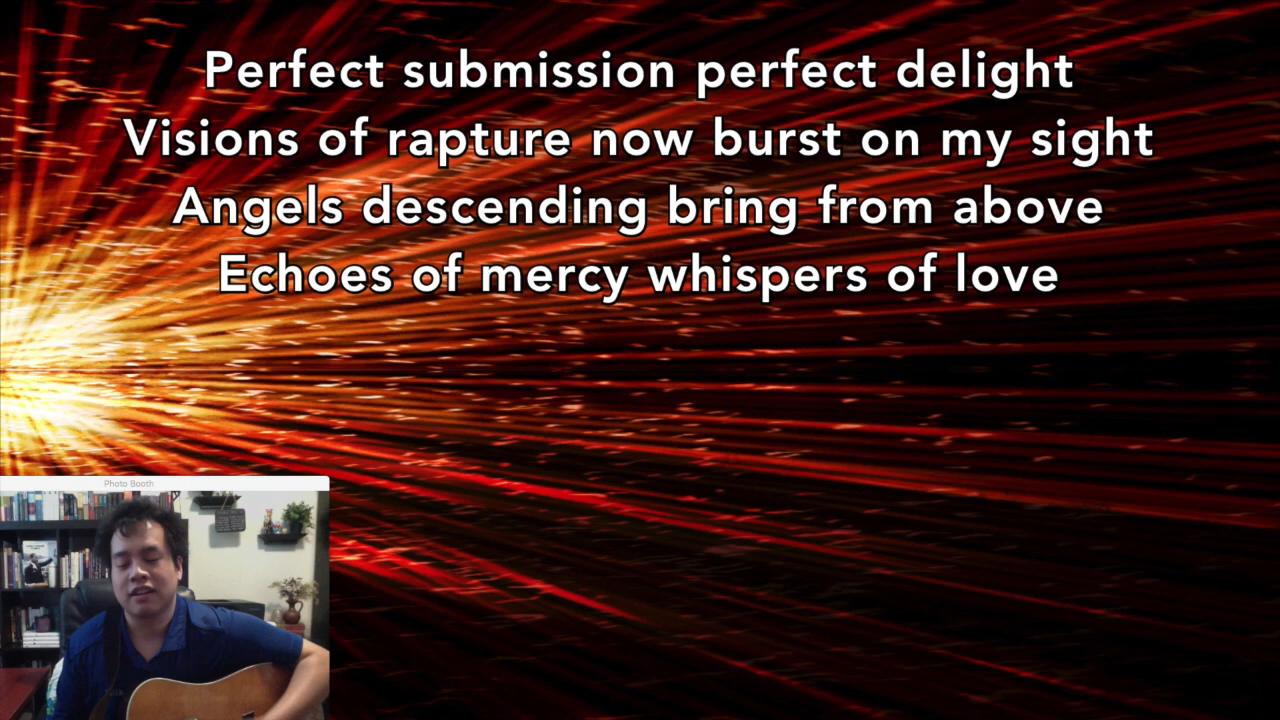 Perfect submission perfect delight
Visions of rapture now burst on my sight
Angels descending bring from above
Echoes of mercy whispers of love
Photo Booth